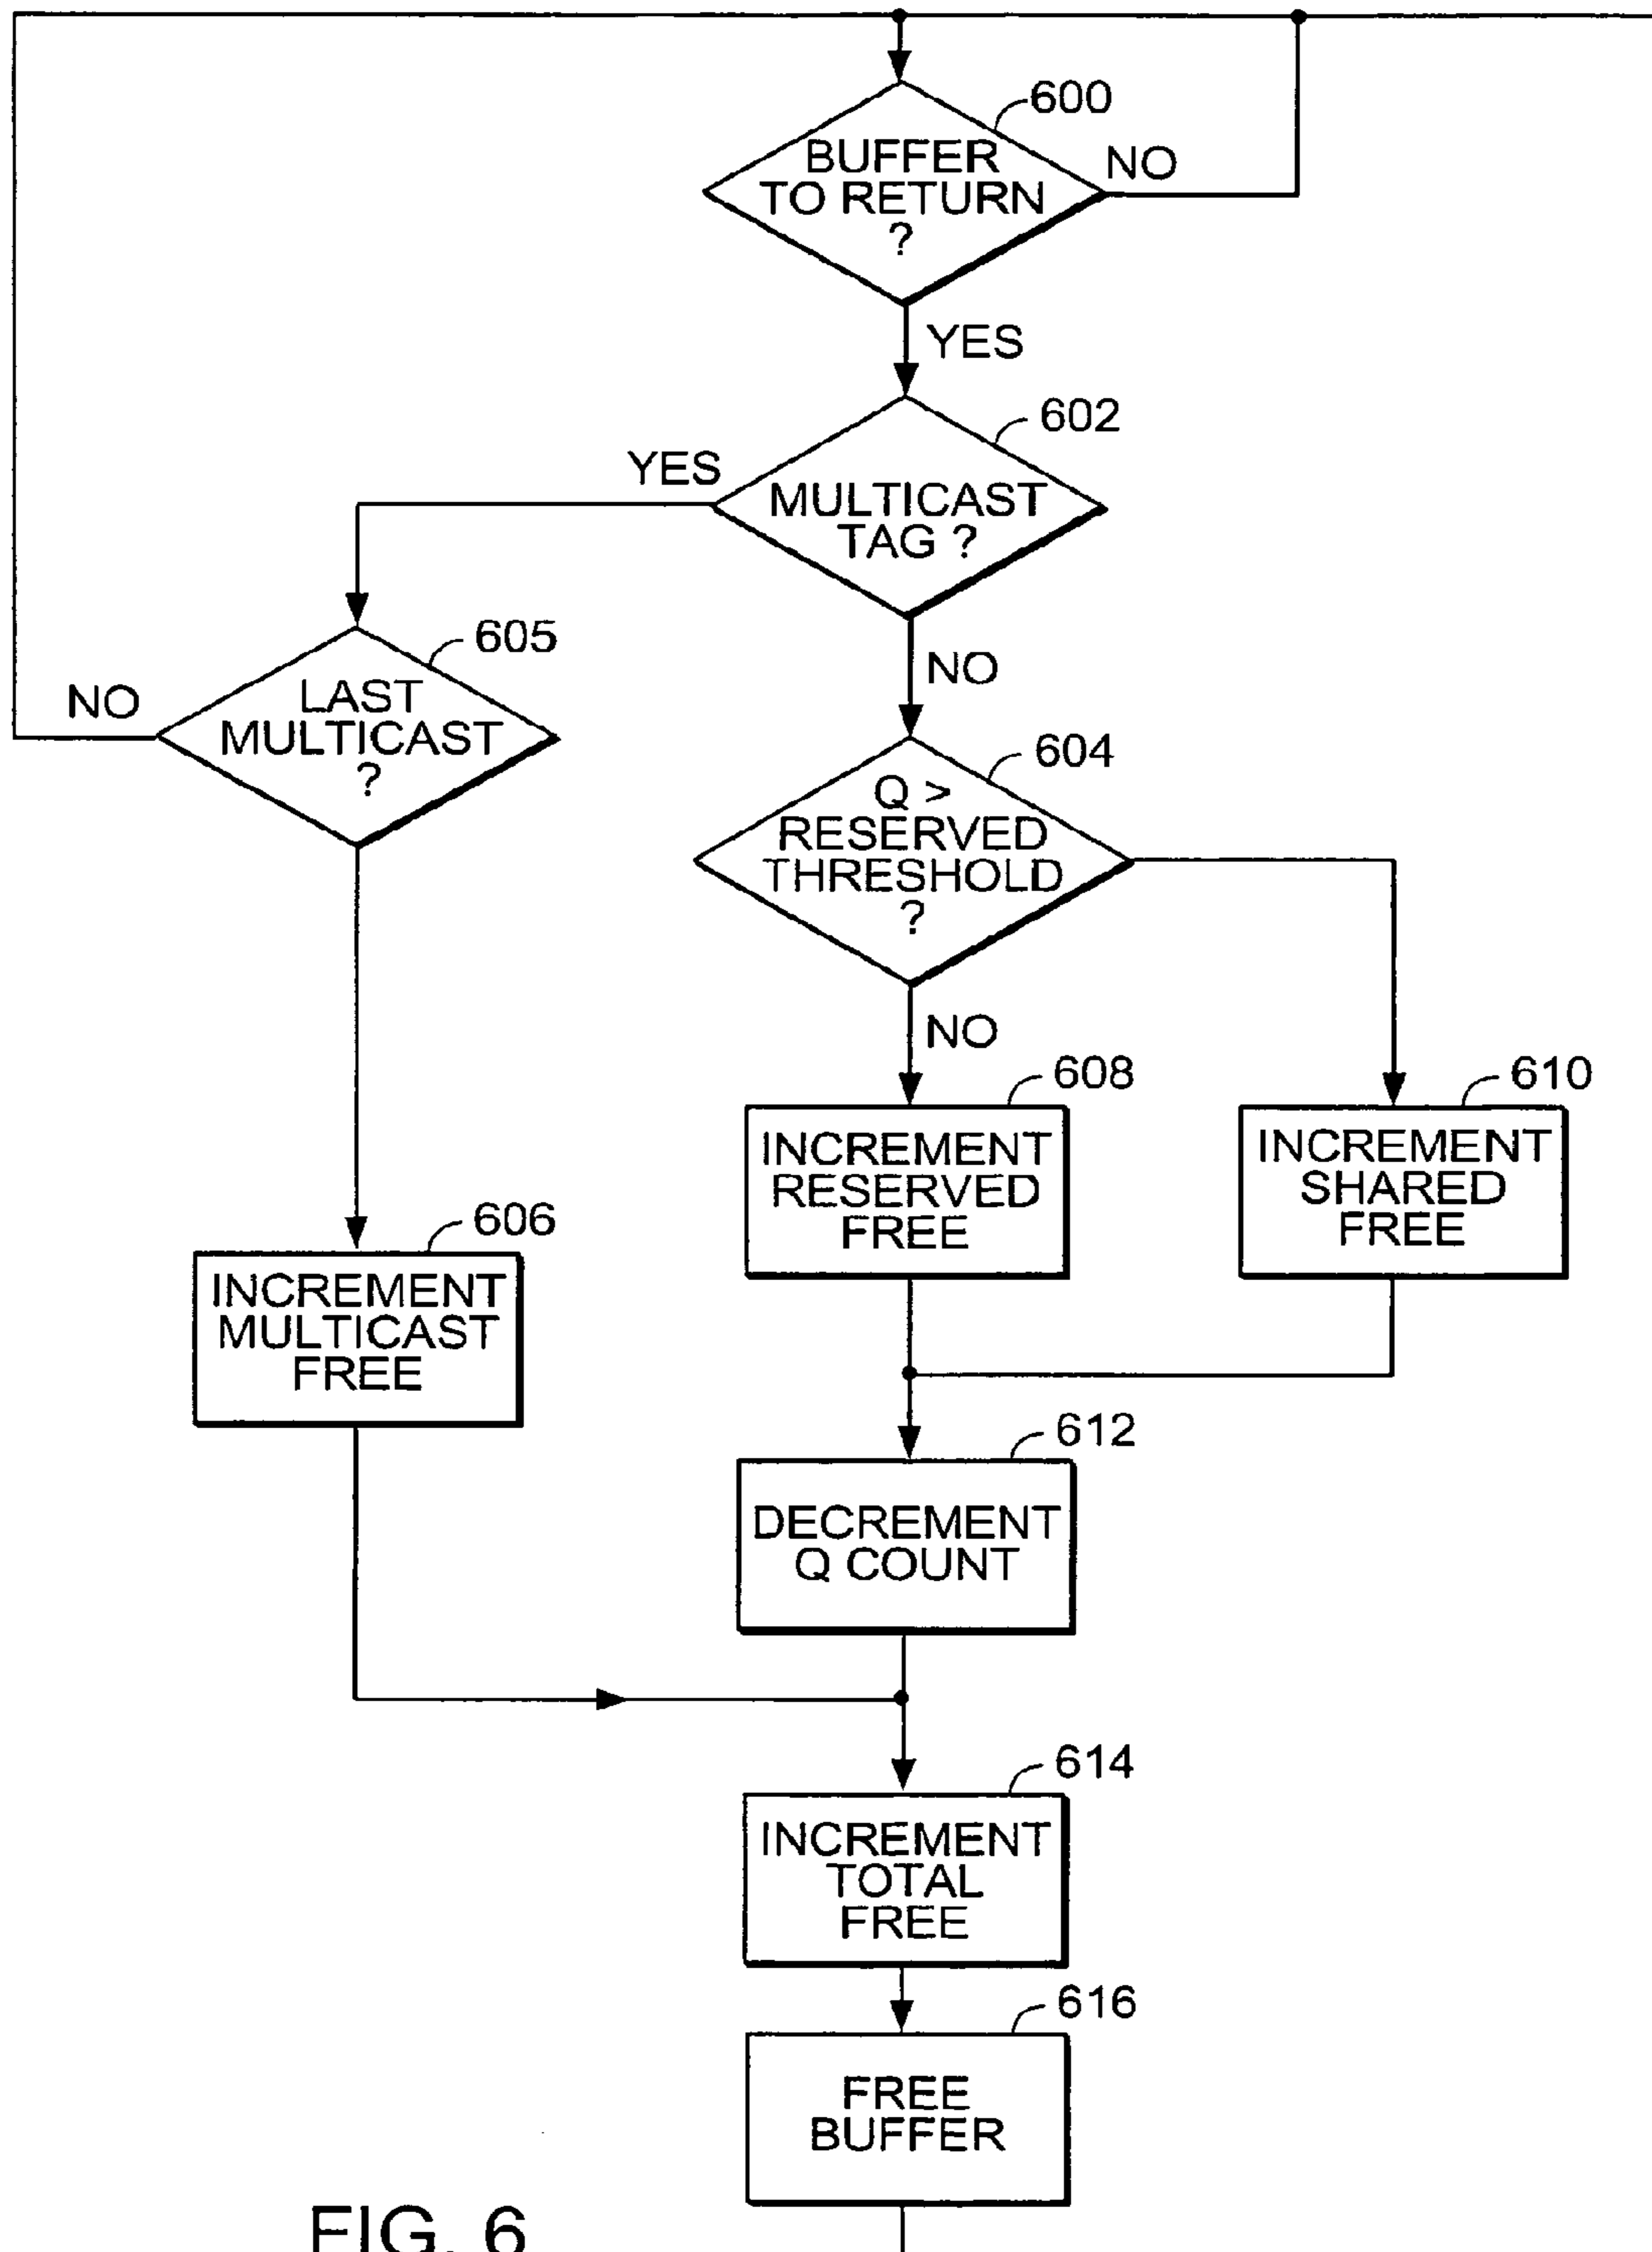 600
BUFFER
TO RETURN
?
NO
YES
602
MULTICAST
TAG ?
YES
NO
605
LAST
MULTICAST
?
NO
604
Q >
RESERVED
THRESHOLD
?
NO
608
INCREMENT
RESERVED
FREE
610
INCREMENT
SHARED
FREE
606
INCREMENT
MULTICAST
FREE
612
DECREMENT
Q COUNT
614
INCREMENT
TOTAL
FREE
616
FREE
BUFFER
FIG. 6